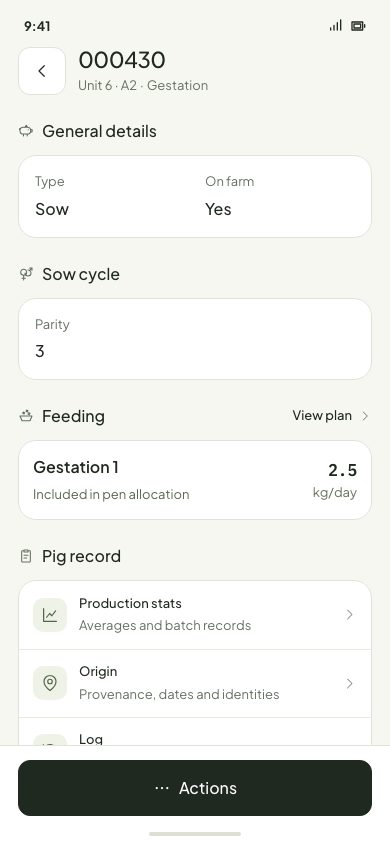 9:41
000430
Unit 6 · A2 · Gestation
General details
Type
On farm
Sow
Yes
Sow cycle
Parity
3
Feeding
View plan
Gestation 1
2.5
Included in pen allocation
kg/day
Pig record
Production stats
Averages and batch records
Origin
Provenance, dates and identities
Log
Actions